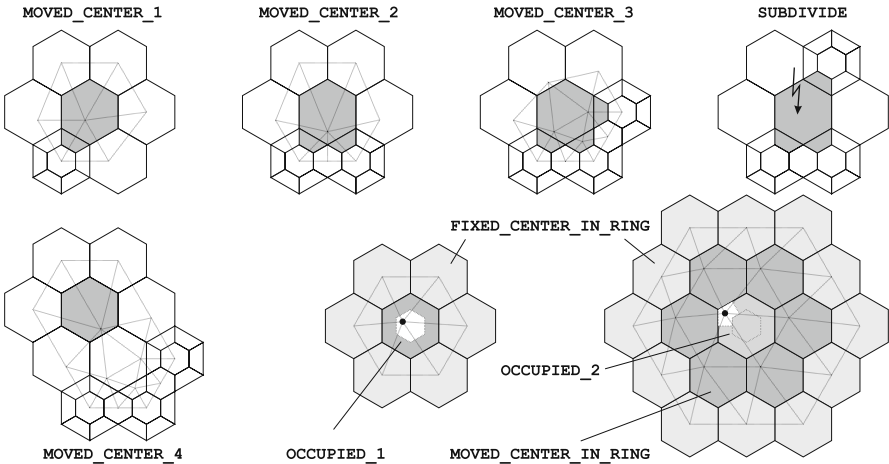 MOVED_CENTER_1
MOVED_CENTER_2
MOVED_CENTER_3
SUBDIVIDE
FIXED_CENTER_IN_RING
OCCUPIED_2
MOVED_CENTER_4
OCCUPIED_1
MOVED_CENTER_IN_RING